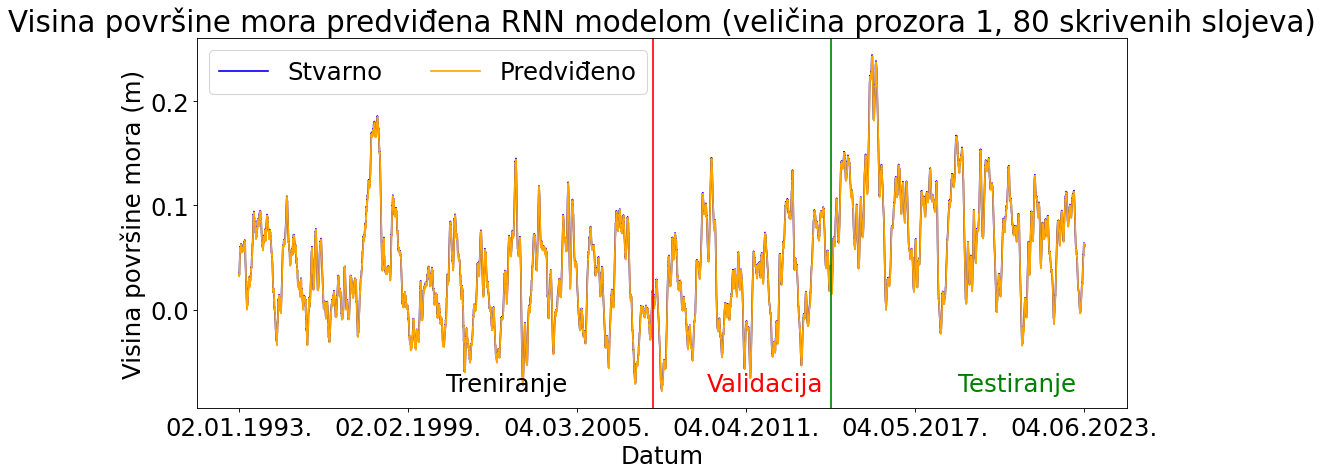 Visina površine mora predviđena RNN modelom (veličina prozora 1, 80 skrivenih slojeva)
Stvarno
Predviđeno
Visina površine mora (m)
0.2
0.1
0.0
Treniranje
Validacija
Testiranje
02.01.1993.
02.02.1999.
04.03.2005.
04.04.2011.
04.05.2017.
04.06.2023.
Datum